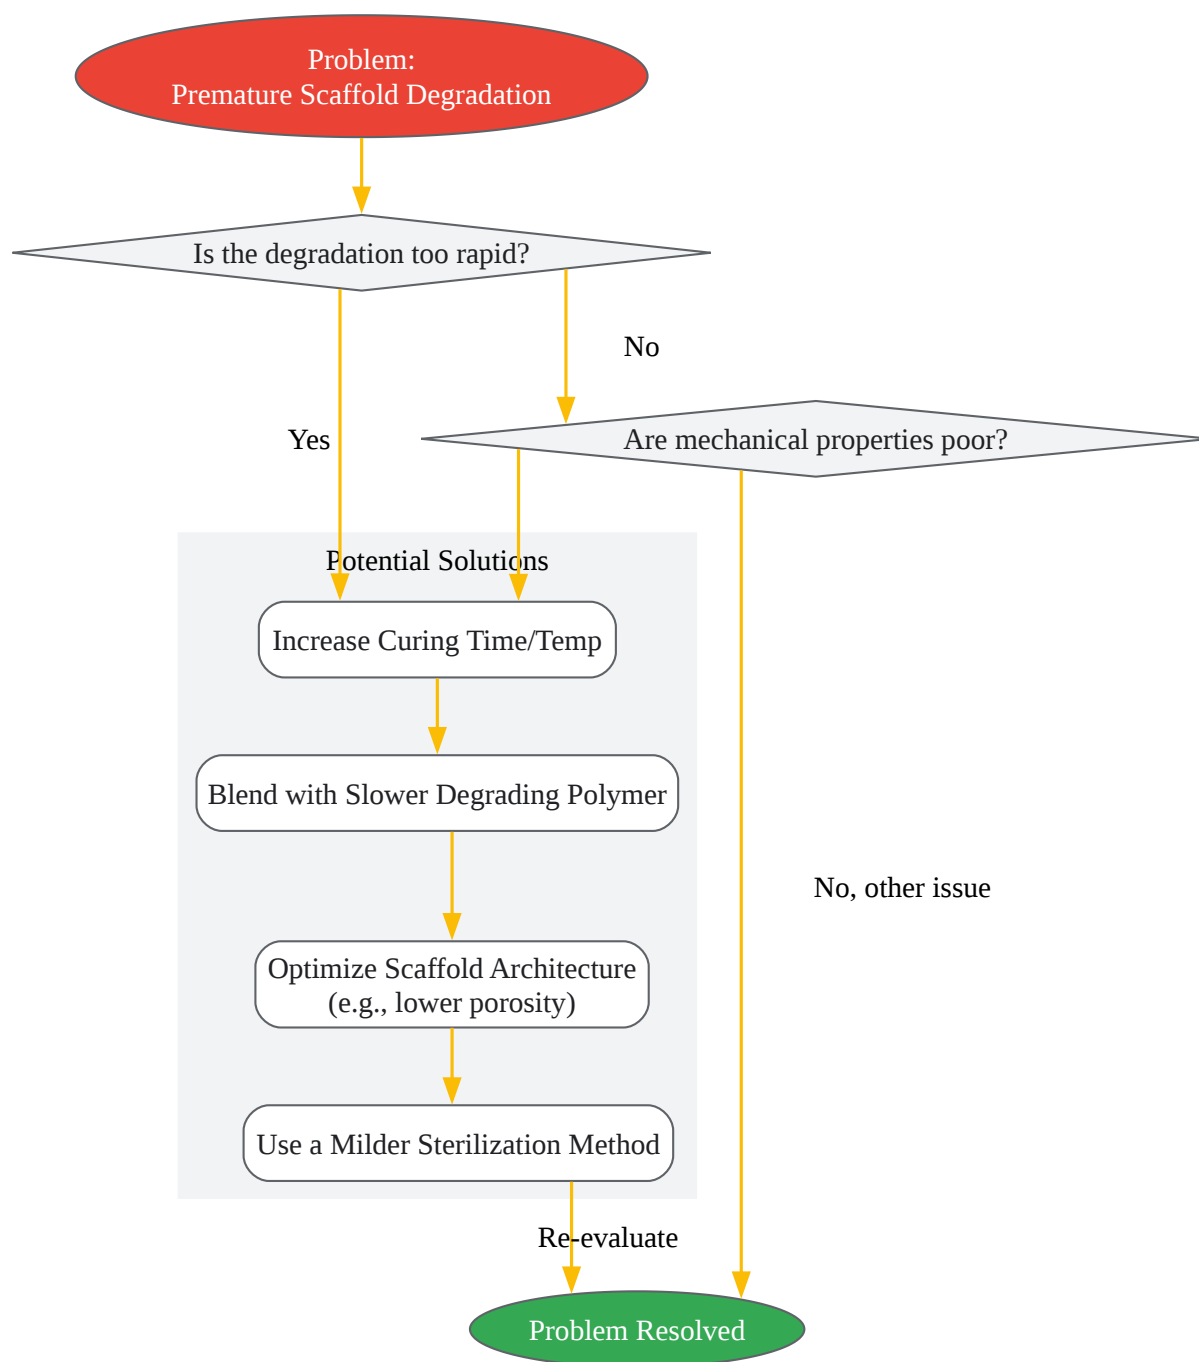 Problem:
Premature Scaffold Degradation
Is the degradation too rapid?
No
Yes
Are mechanical properties poor?
Potential Solutions
Increase Curing Time/Temp
Blend with Slower Degrading Polymer
No, other issue
Optimize Scaffold Architecture
(e.g., lower porosity)
Use a Milder Sterilization Method
Re-evaluate
Problem Resolved